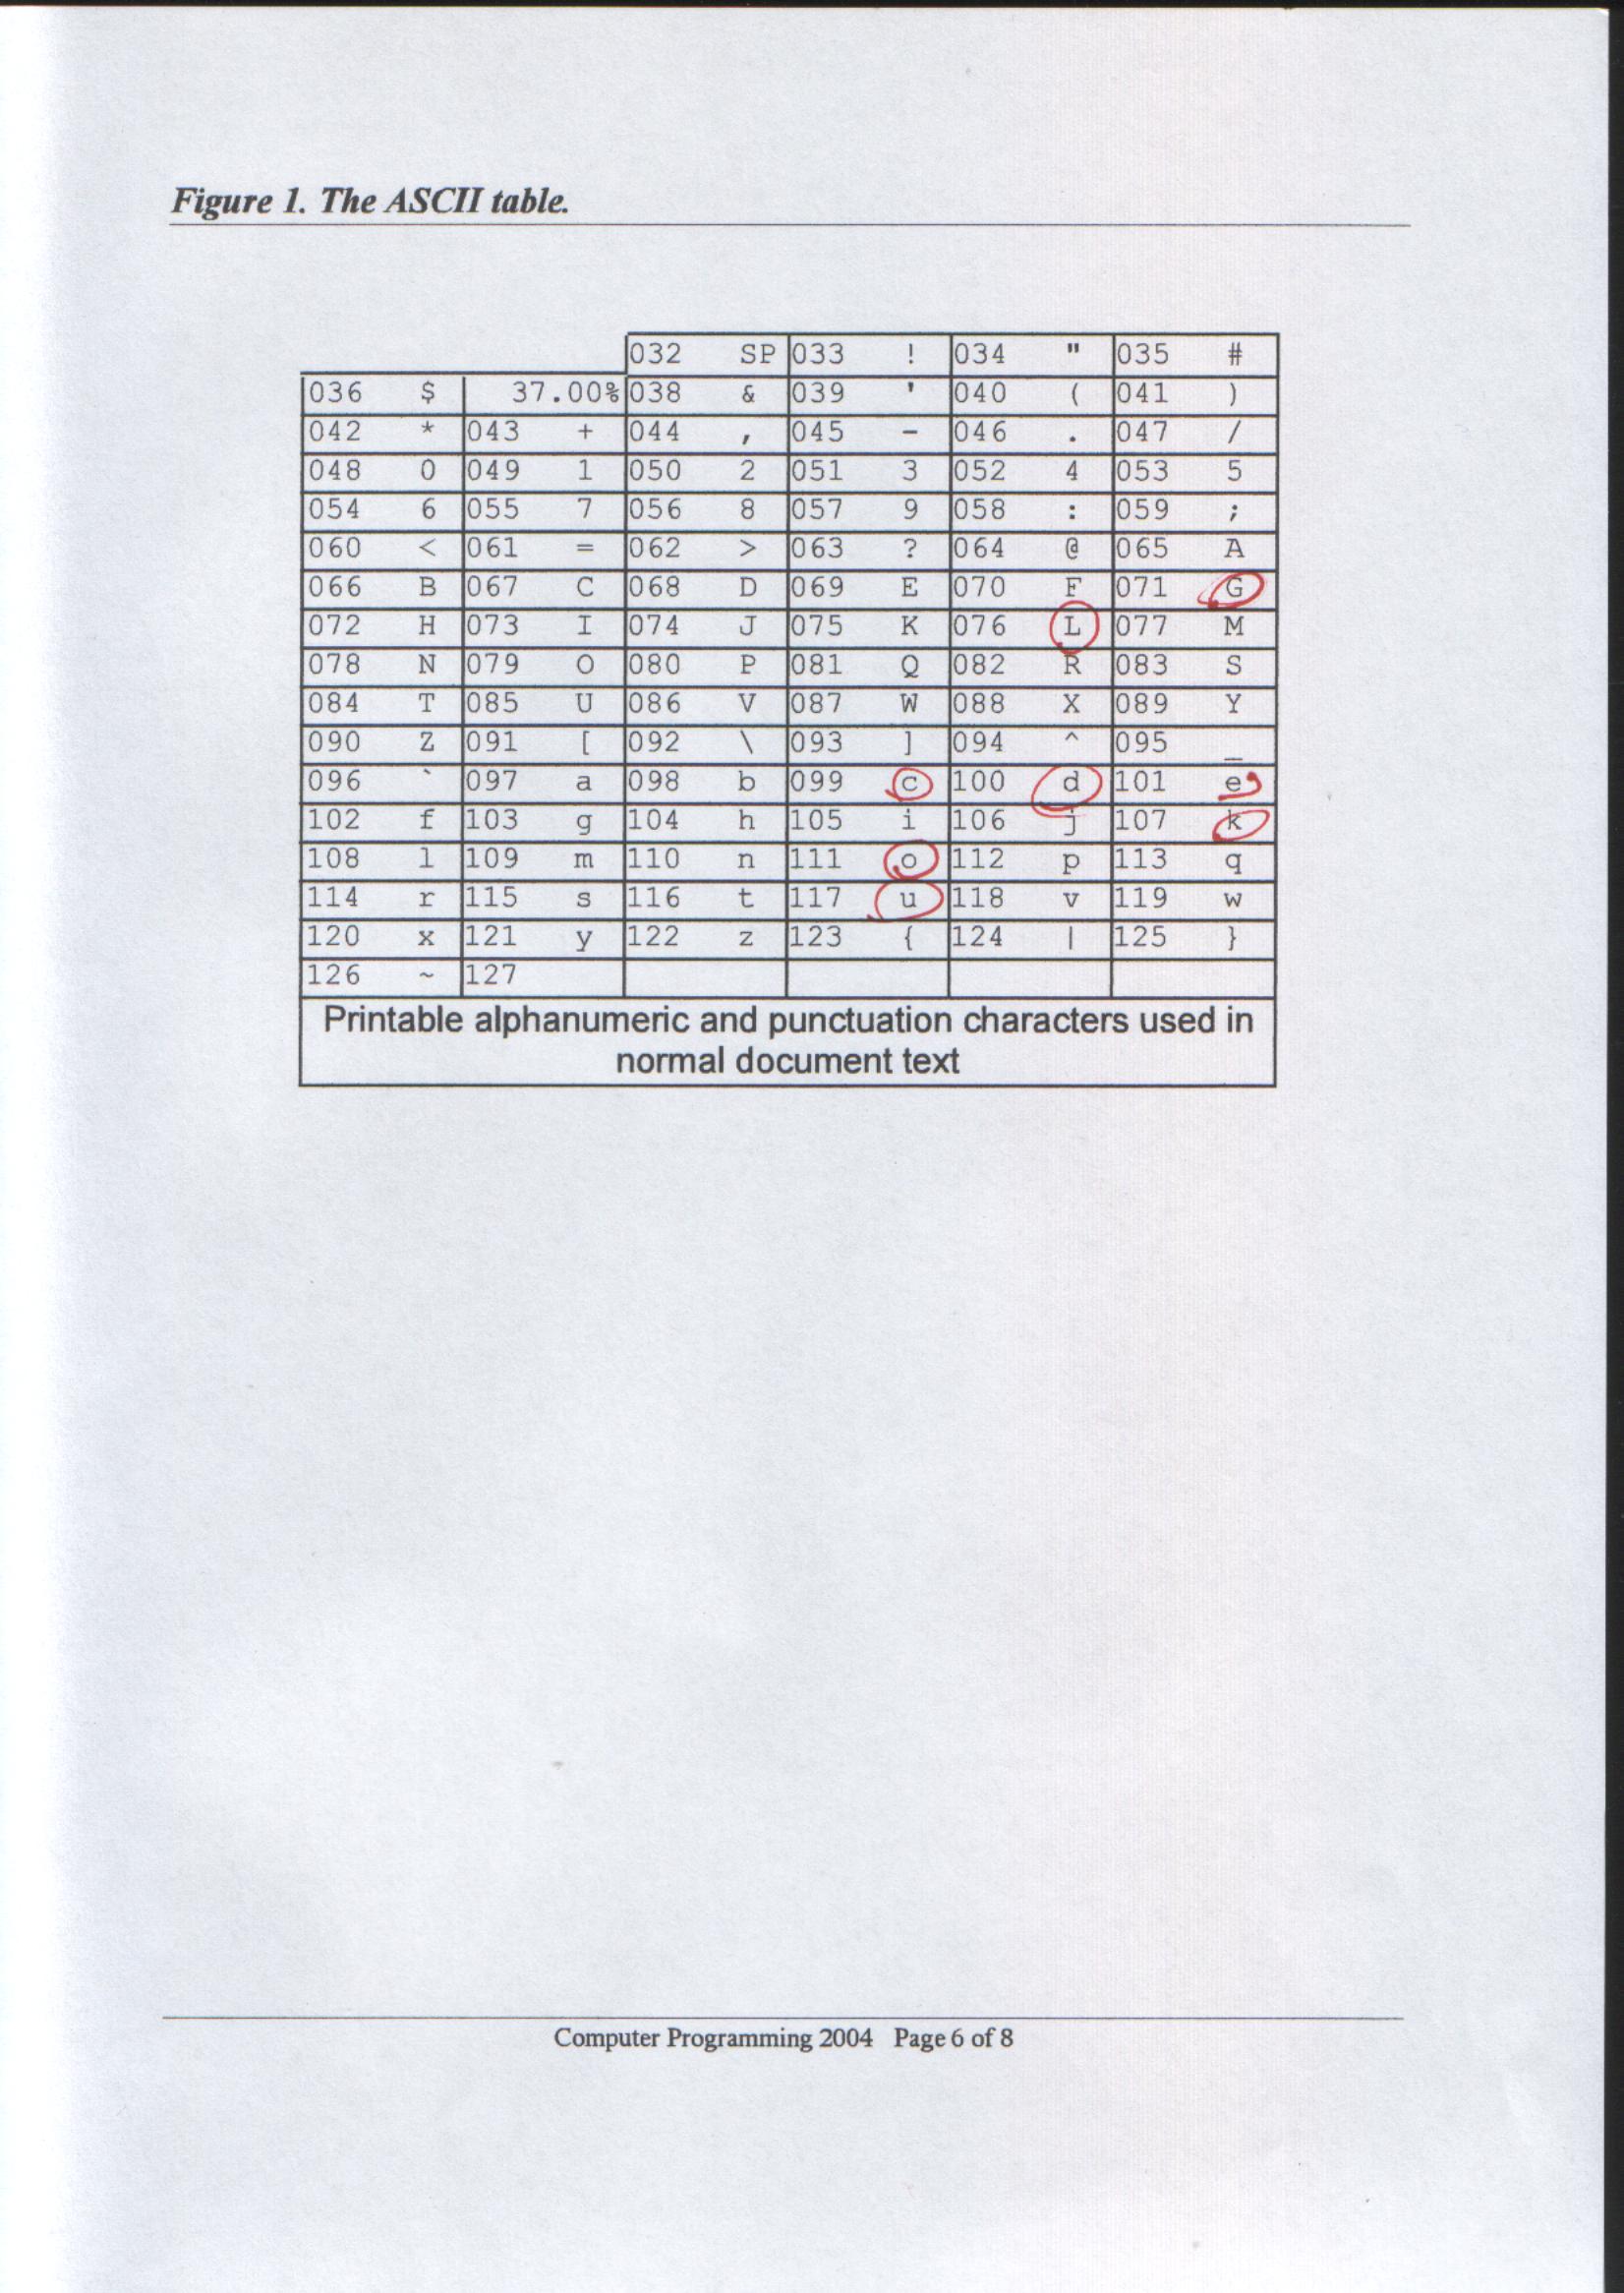 Figure 1. The ASCII table.
032 SP 033 ! 034 " 035 #
036 $ 37.00% 038 & 039 ' 040 ( 041 )
042 * 043 + 044 , 045 - 046 . 047 /
048 0 049 1 050 2 051 3 052 4 053 5
054 6 055 7 056 8 057 9 058 : 059 ;
060 < 061 = 062 > 063 ? 064 @ 065 A
066 B 067 C 068 D 069 E 070 F 071 G
072 H 073 I 074 J 075 K 076 L 077 M
078 N 079 O 080 P 081 Q 082 R 083 S
084 T 085 U 086 V 087 W 088 X 089 Y
090 Z 091 [ 092 \ 093 ] 094 ^ 095 _
096 ` 097 a 098 b 099 c 100 d 101 e
102 f 103 g 104 h 105 i 106 j 107 k
108 l 109 m 110 n 111 o 112 p 113 q
114 r 115 s 116 t 117 u 118 v 119 w
120 x 121 y 122 z 123 { 124 | 125 }
126 ~ 127
Printable alphanumeric and punctuation characters used in
normal document text
Computer Programming 2004 Page 6 of 8